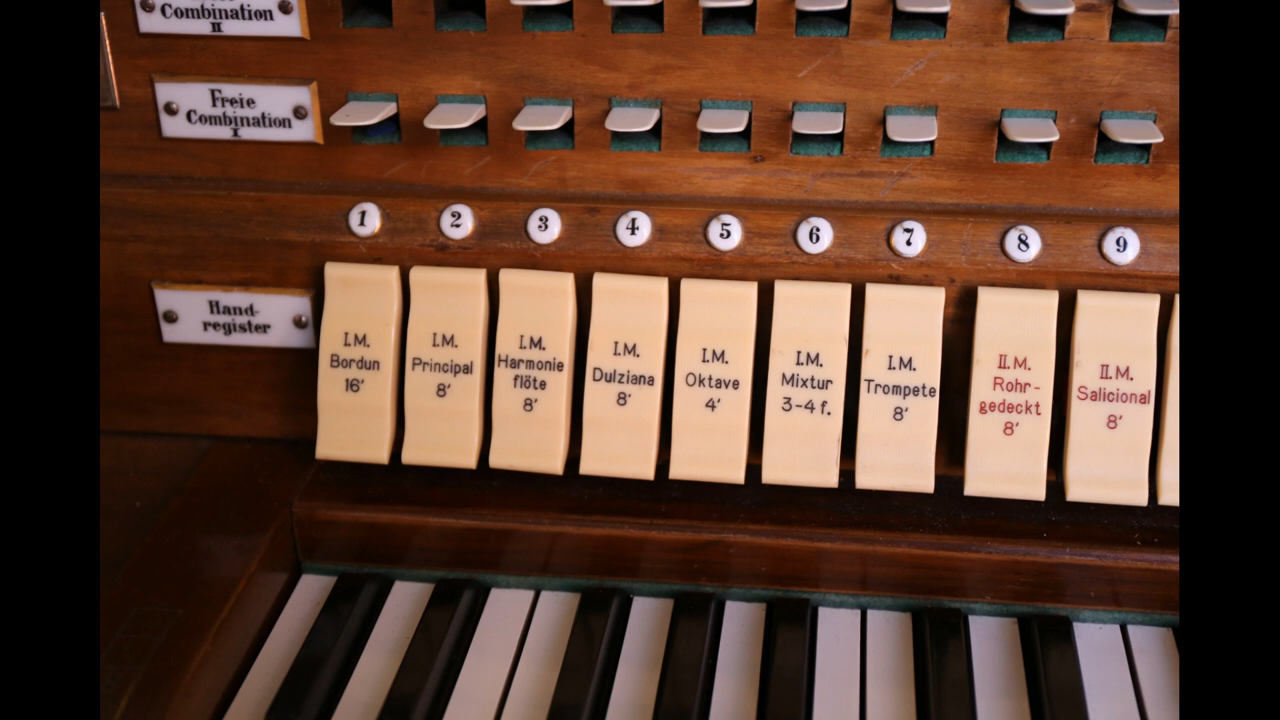 Combination
II
Freie
Combination
I
1 2 3 4 5 6 7 8 9
Hand-
register
I.M.
Bordun
16′
I.M.
Principal
8′
I.M.
Harmonie
flöte
8′
I.M.
Dulziana
8′
I.M.
Oktave
4′
I.M.
Mixtur
3-4 f.
I.M.
Trompete
8′
II.M.
Rohr-
gedeckt
8′
II.M.
Salicional
8′